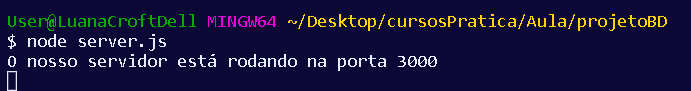 User@LuanaCroftDell MINGW64 ~/Desktop/cursosPratica/Aula/projetoBD
$ node server.js
O nosso servidor está rodando na porta 3000